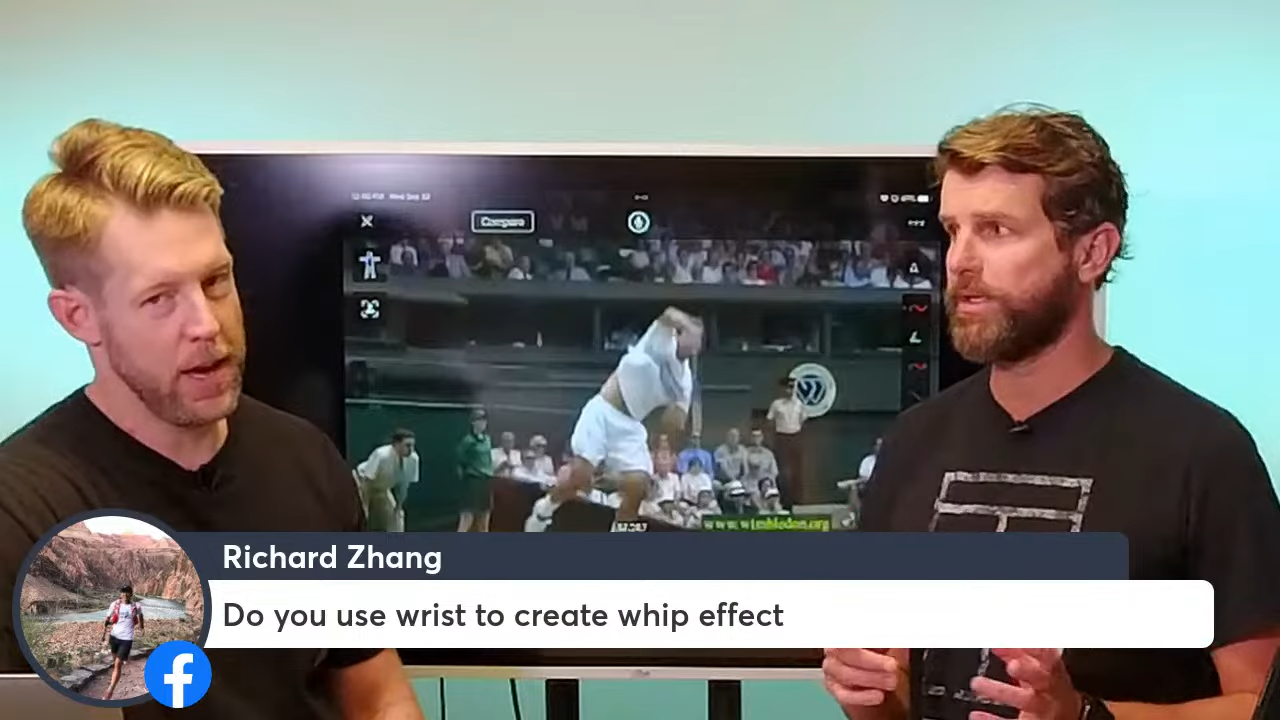 Compare
www.wimbledon.org
Richard Zhang
Do you use wrist to create whip effect